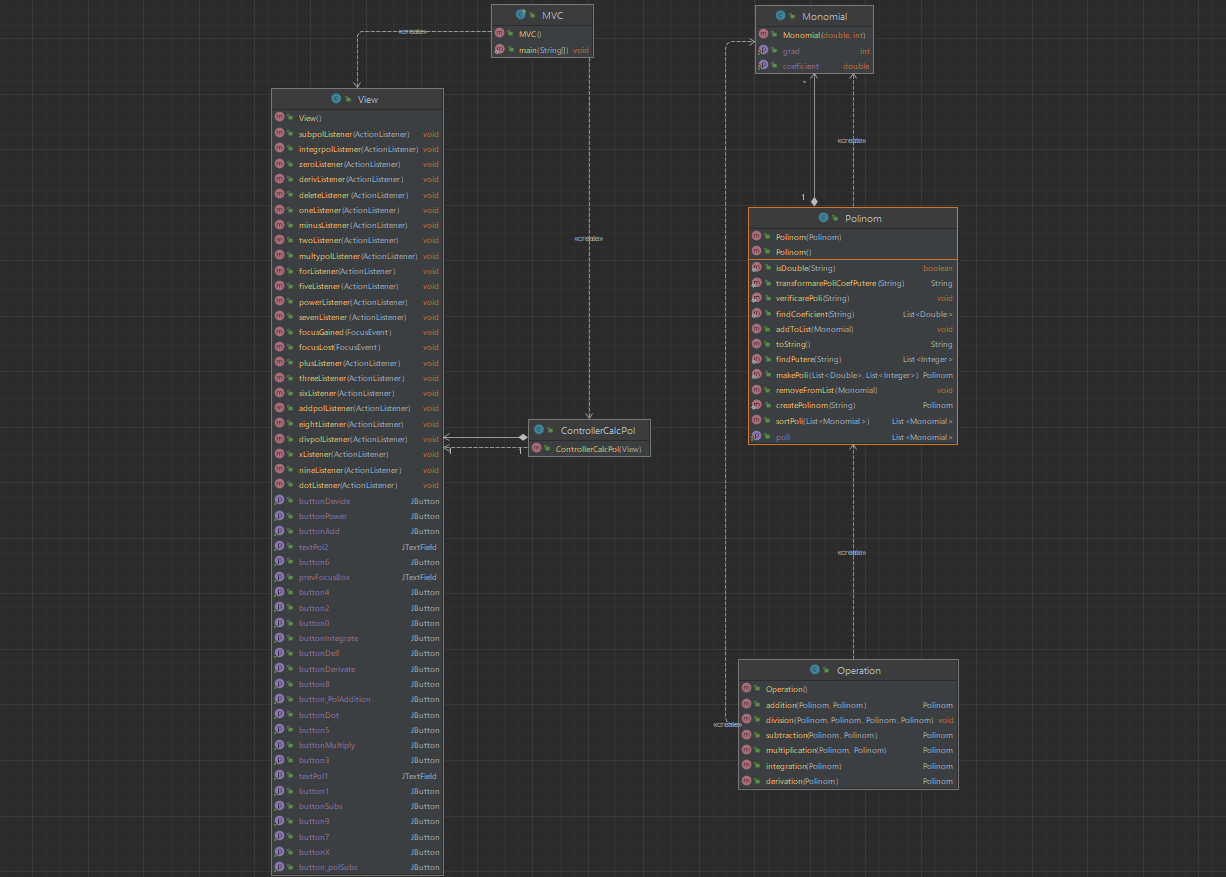 MVC
MVC()
main(String[]) void
«create»
View
View()
subpolListener(ActionListener) void
integrpolListener(ActionListener) void
zeroListener(ActionListener) void
derivListener(ActionListener) void
deleteListener(ActionListener) void
oneListener(ActionListener) void
minusListener(ActionListener) void
twoListener(ActionListener) void
multypolListener(ActionListener) void
forListener(ActionListener) void
fiveListener(ActionListener) void
powerListener(ActionListener) void
sevenListener(ActionListener) void
focusGained(FocusEvent) void
focusLost(FocusEvent) void
plusListener(ActionListener) void
threeListener(ActionListener) void
sixListener(ActionListener) void
addpolListener(ActionListener) void
eightListener(ActionListener) void
divpolListener(ActionListener) void
xListener(ActionListener) void
nineListener(ActionListener) void
dotListener(ActionListener) void
buttonDevide JButton
buttonPower JButton
buttonAdd JButton
textPol2 JTextField
button6 JButton
prevFocusBox JTextField
button4 JButton
button2 JButton
button0 JButton
buttonIntegrate JButton
buttonDell JButton
buttonDerivate JButton
button8 JButton
button_PolAddition JButton
buttonDot JButton
button5 JButton
buttonMultiply JButton
button3 JButton
textPol1 JTextField
button1 JButton
buttonSubs JButton
button9 JButton
button7 JButton
buttonX JButton
button_polSubs JButton
«create»
ControllerCalcPol
ControllerCalcPol(View)
1
1
Monomial
Monomial(double, int)
grad int
coeficient double
*
«create»
1
Polinom
Polinom(Polinom)
Polinom()
isDouble(String) boolean
transformarePoliCoefPutere(String) String
verificarePoli(String) void
findCoeficient(String) List<Double>
addToList(Monomial) void
toString() String
findPutere(String) List<Integer>
makePoli(List<Double>, List<Integer>) Polinom
removeFromList(Monomial) void
createPolinom(String) Polinom
sortPoli(List<Monomial>) List<Monomial>
poli List<Monomial>
«create»
«create»
Operation
Operation()
addition(Polinom, Polinom) Polinom
division(Polinom, Polinom, Polinom, Polinom) void
subtraction(Polinom, Polinom) Polinom
multiplication(Polinom, Polinom) Polinom
integration(Polinom) Polinom
derivation(Polinom) Polinom